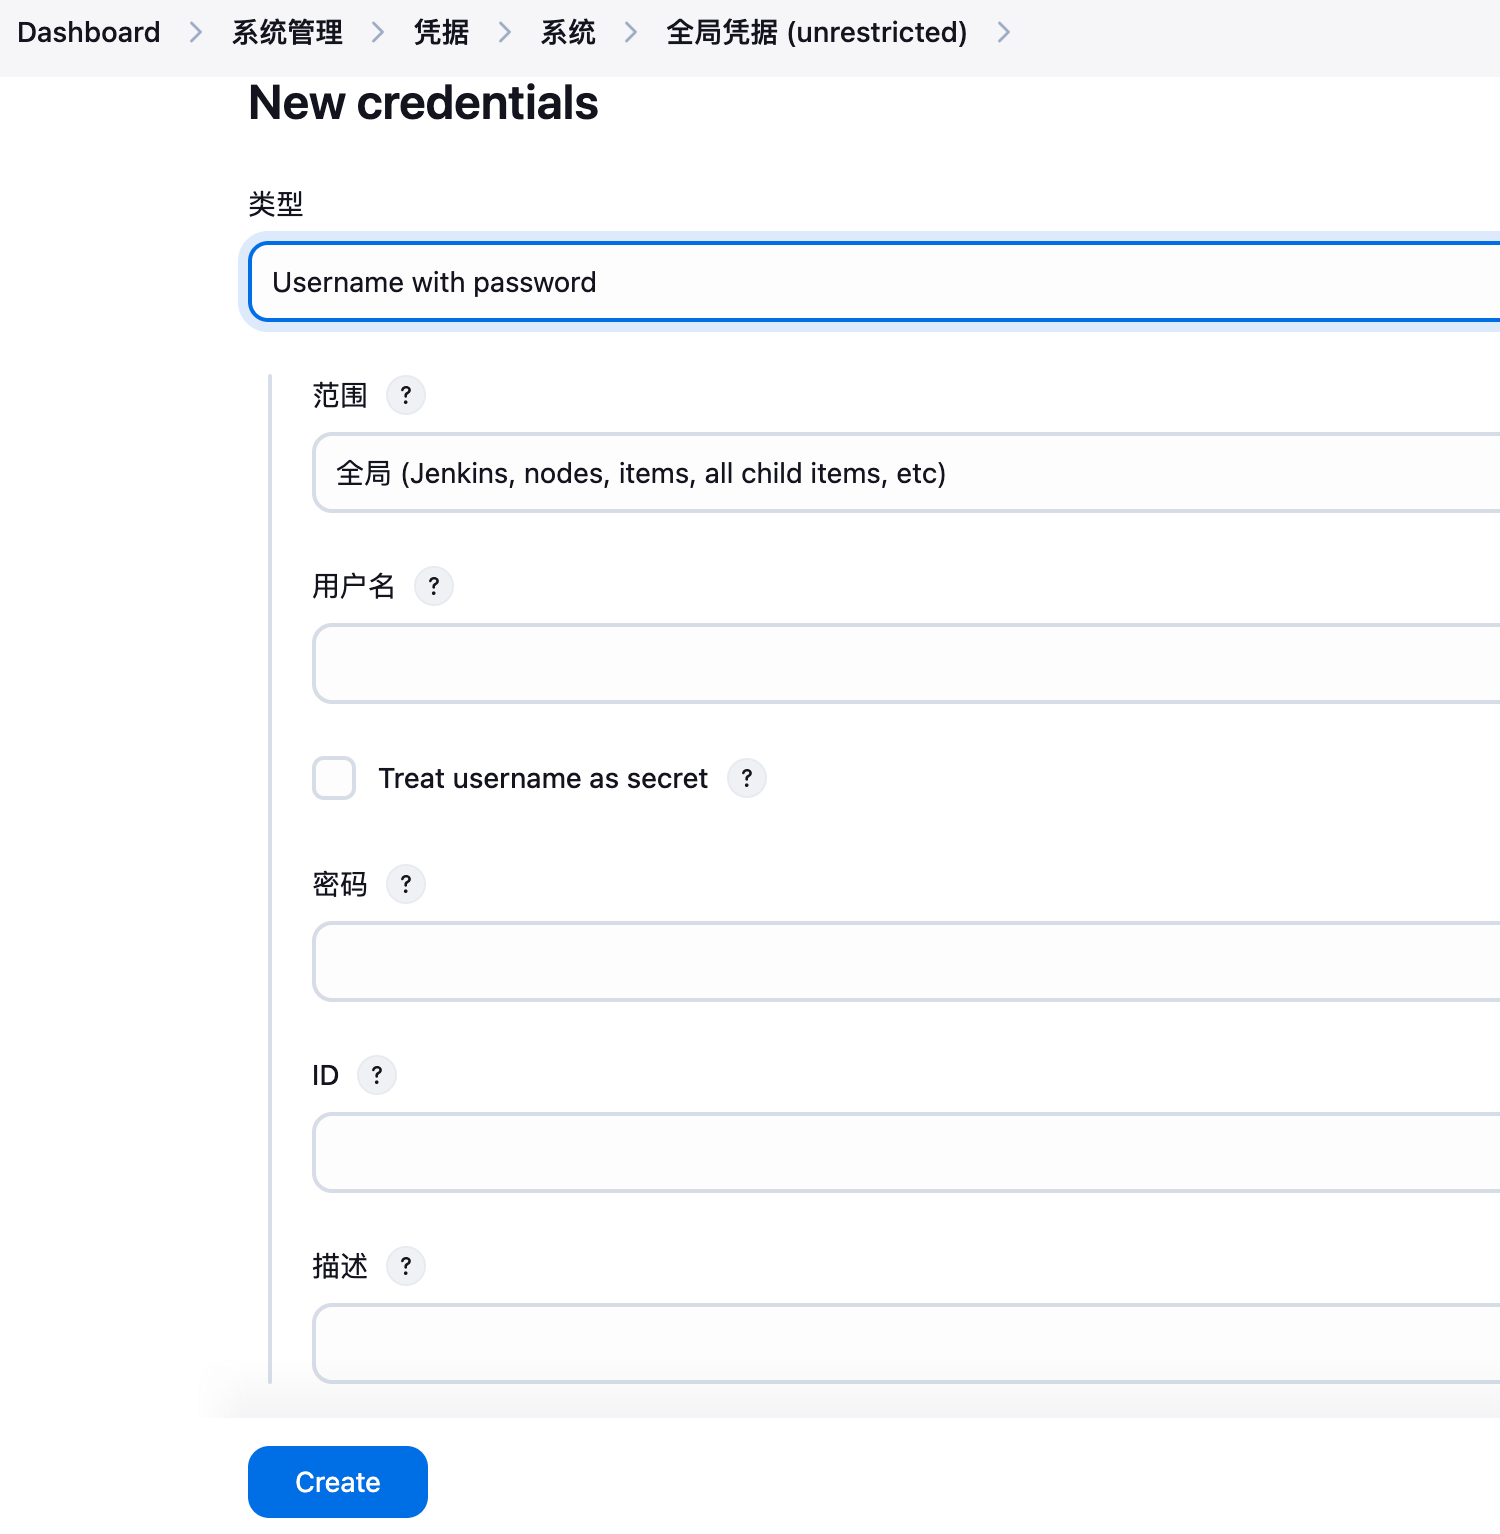 Dashboard > 系统管理 > 凭据 > 系统 > 全局凭据 (unrestricted) >
New credentials
类型
Username with password
范围 ?
全局 (Jenkins, nodes, items, all child items, etc)
用户名 ?
Treat username as secret ?
密码 ?
ID ?
描述 ?
Create